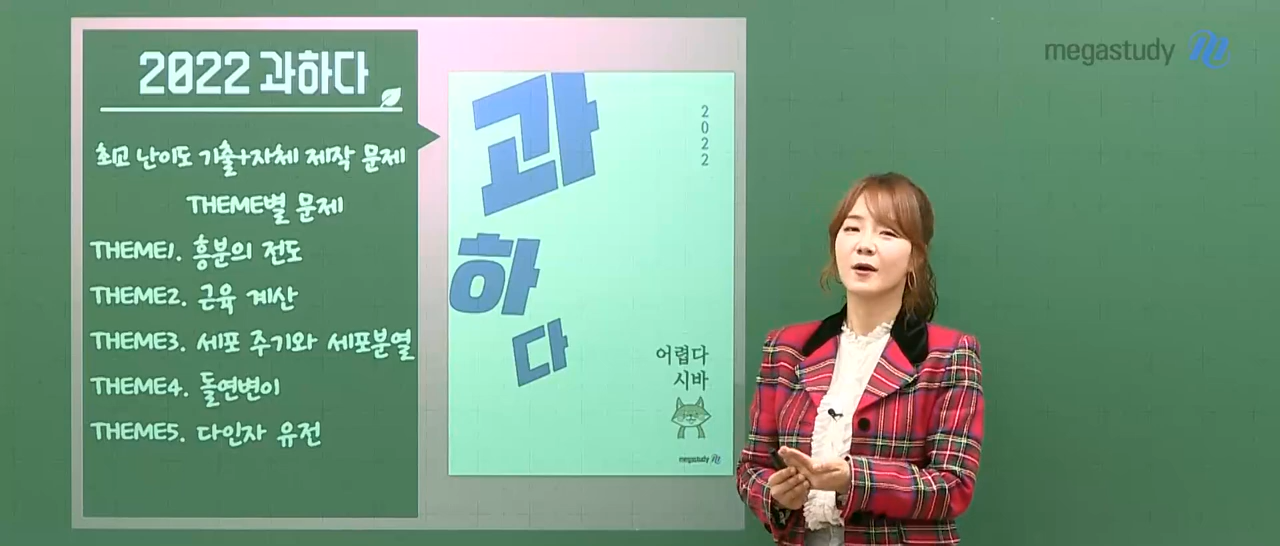 2022 과하다
최고 난이도 기출+자체 제작 문제
THEME별 문제
THEME1. 흥분의 전도
THEME2. 근육 계산
THEME3. 세포 주기와 세포분열
THEME4. 돌연변이
THEME5. 다인자 유전
과
하
다
2022
어렵다
시바
megastudy M
megastudy M